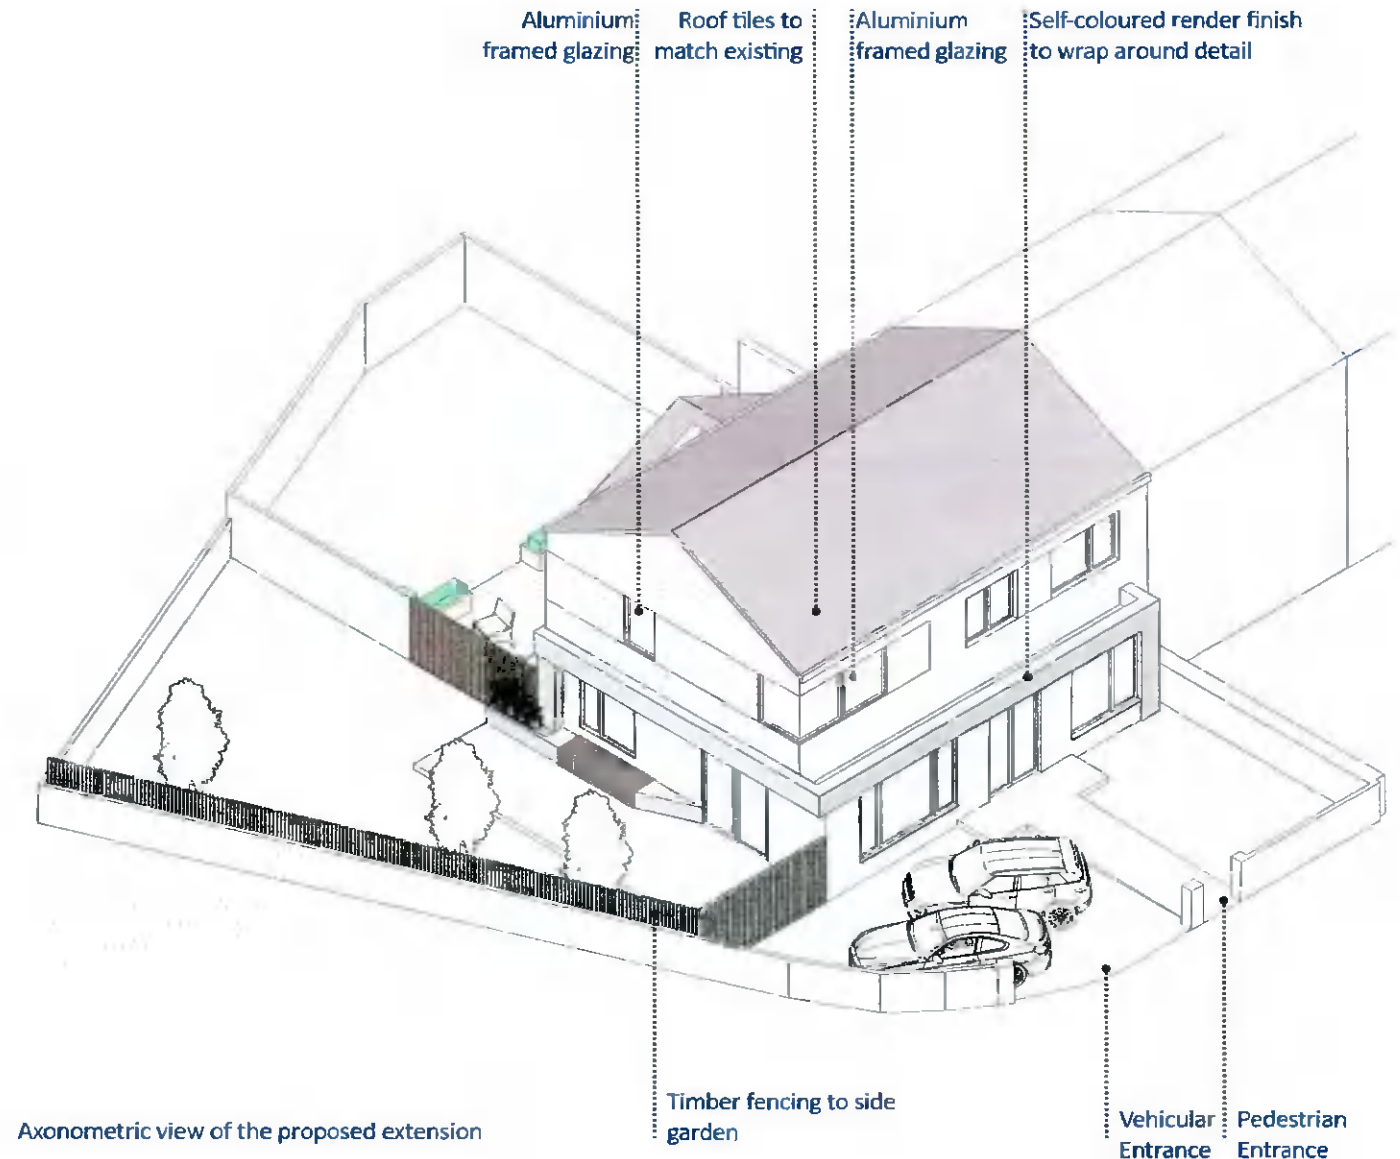 Aluminium
framed glazing
Roof tiles to
match existing
Aluminium
framed glazing
Self-coloured render finish
to wrap around detail
Timber fencing to side
garden
Axonometric view of the proposed extension
Vehicular
Entrance
Pedestrian
Entrance